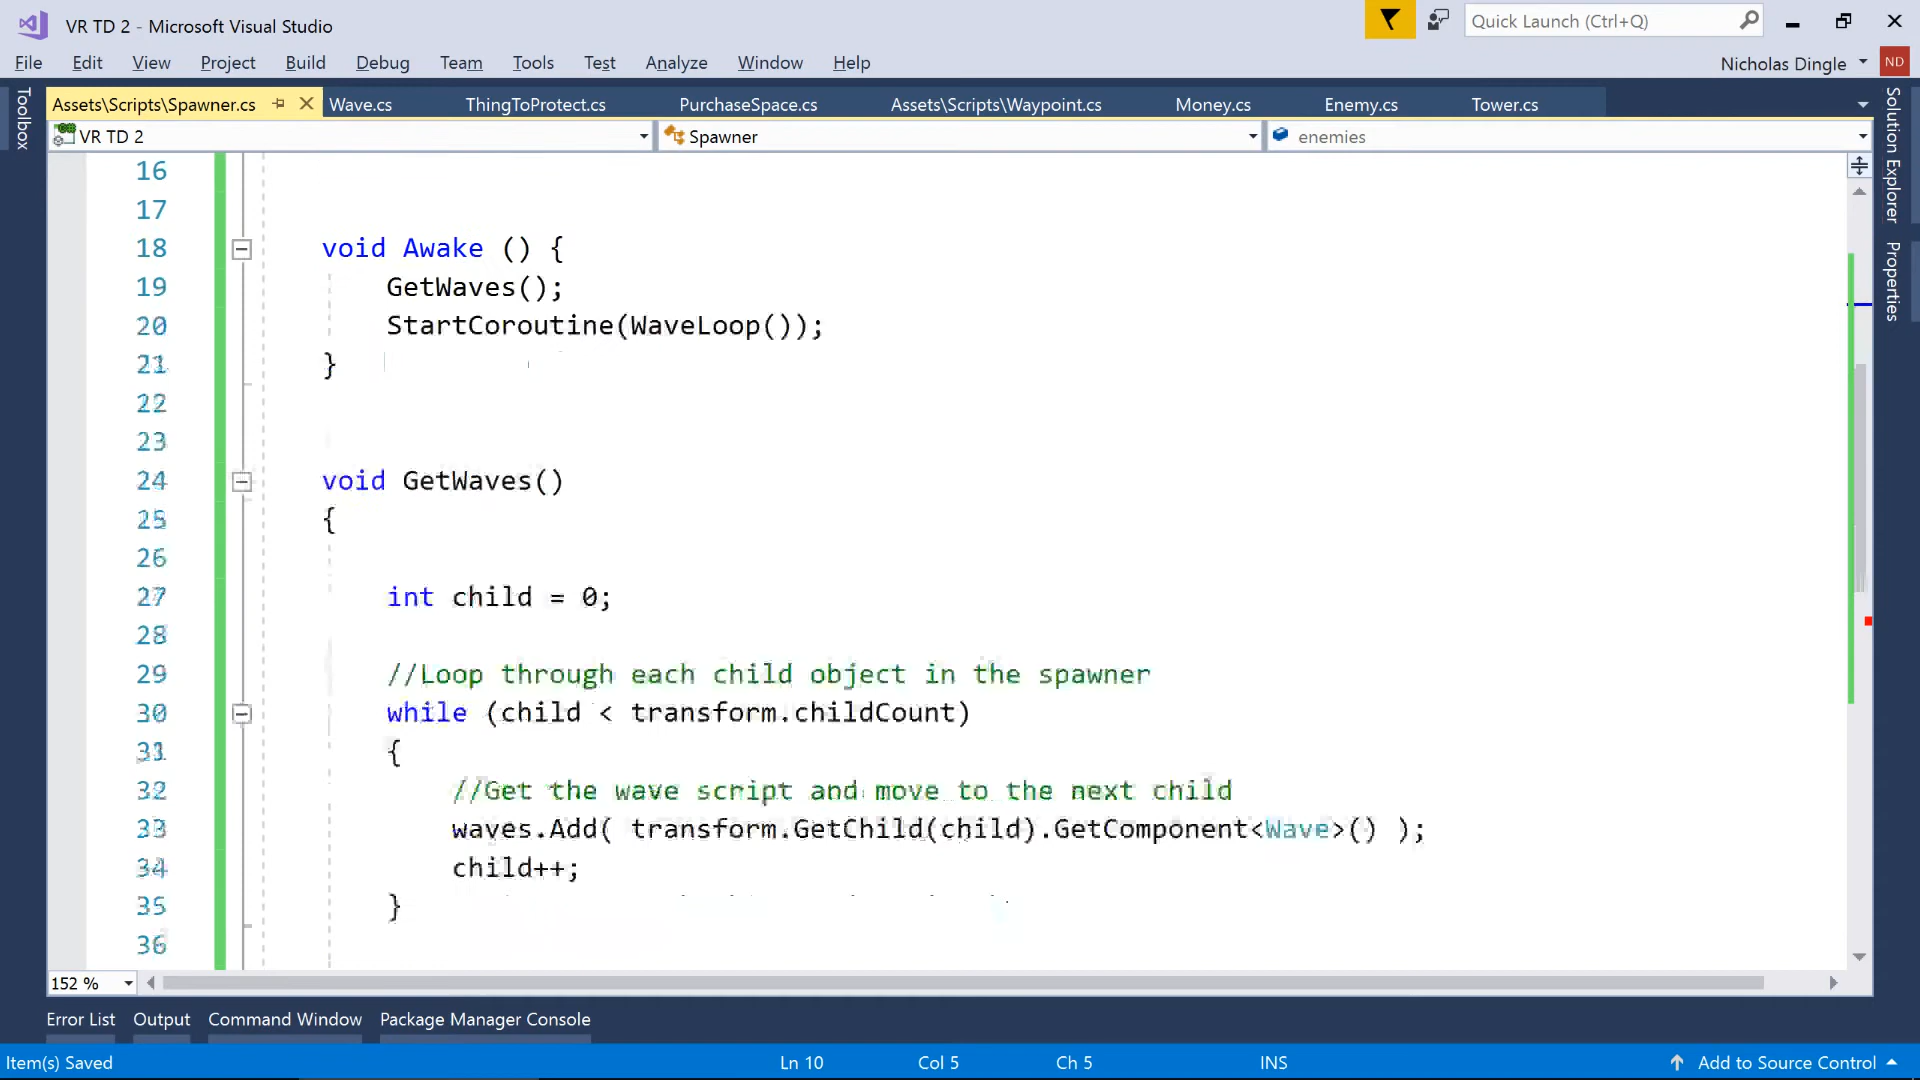 VR TD 2 - Microsoft Visual Studio
Quick Launch (Ctrl+Q)
File Edit View Project Build Debug Team Tools Test Analyze Window Help
Nicholas Dingle ND
Toolbox
Assets\Scripts\Spawner.cs Wave.cs ThingToProtect.cs PurchaseSpace.cs Assets\Scripts\Waypoint.cs Money.cs Enemy.cs Tower.cs
VR TD 2 Spawner enemies
Solution Explorer
Properties
16
17
18 void Awake () {
19 GetWaves();
20 StartCoroutine(WaveLoop());
21 }
22
23
24 void GetWaves()
25 {
26
27 int child = 0;
28
29 //Loop through each child object in the spawner
30 while (child < transform.childCount)
31 {
32 //Get the wave script and move to the next child
33 waves.Add( transform.GetChild(child).GetComponent<Wave>() );
34 child++;
35 }
36
152 %
Error List Output Command Window Package Manager Console
Item(s) Saved Ln 10 Col 5 Ch 5 INS Add to Source Control